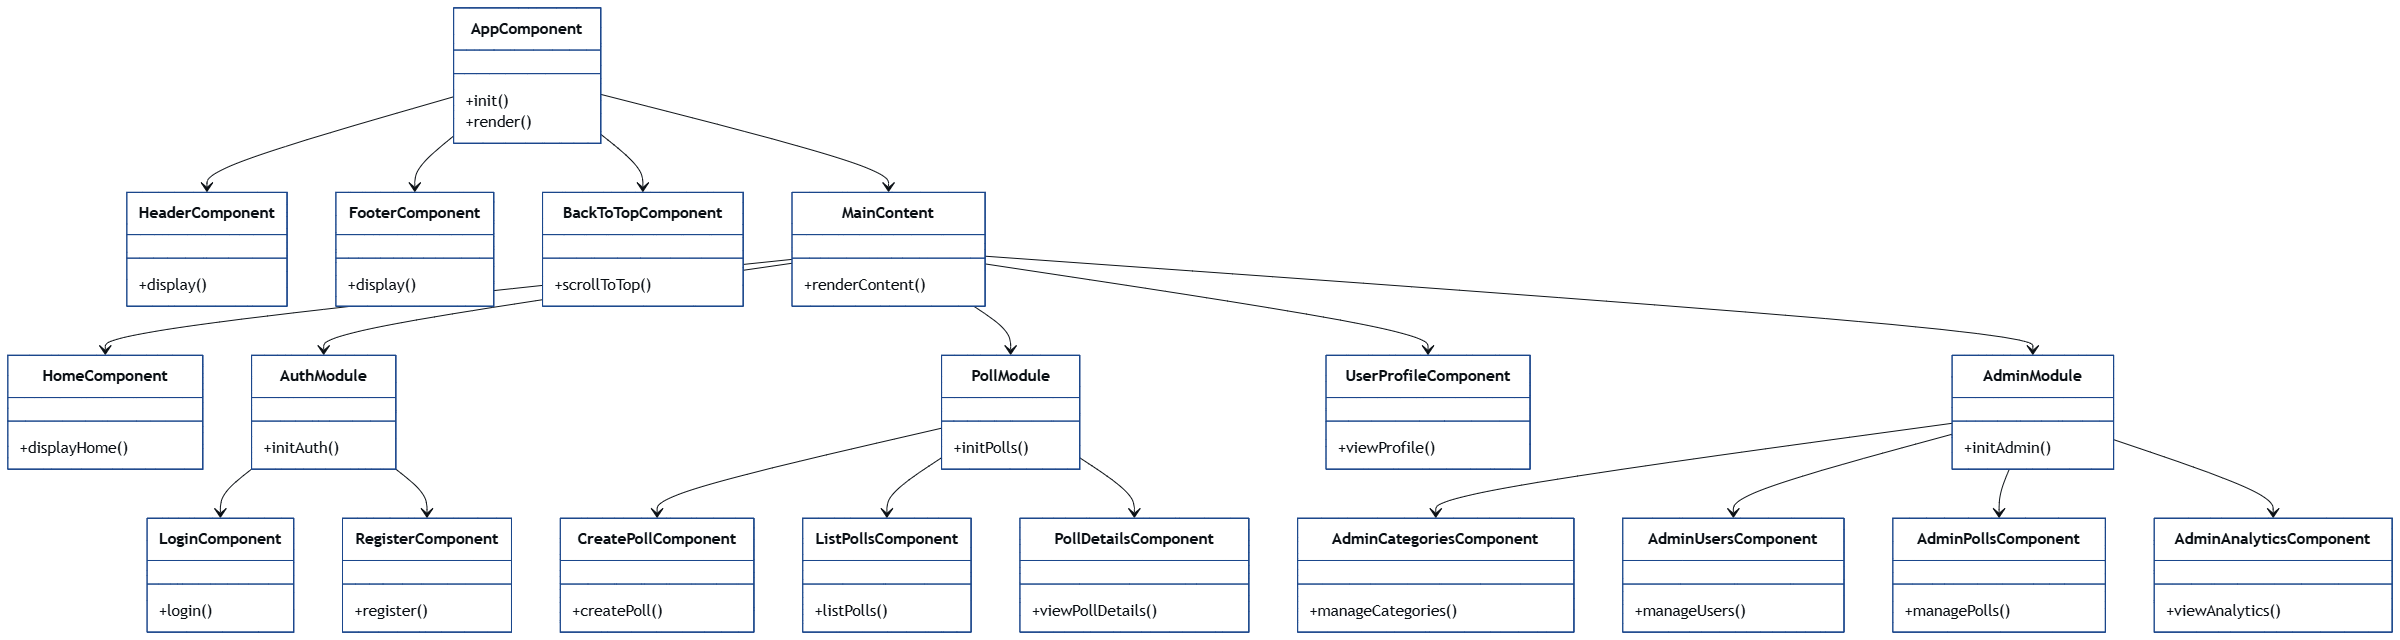 AppComponent
+init()
+render()
HeaderComponent
+display()
FooterComponent
+display()
BackToTopComponent
+scrollToTop()
MainContent
+renderContent()
HomeComponent
+displayHome()
AuthModule
+initAuth()
PollModule
+initPolls()
UserProfileComponent
+viewProfile()
AdminModule
+initAdmin()
LoginComponent
+login()
RegisterComponent
+register()
CreatePollComponent
+createPoll()
ListPollsComponent
+listPolls()
PollDetailsComponent
+viewPollDetails()
AdminCategoriesComponent
+manageCategories()
AdminUsersComponent
+manageUsers()
AdminPollsComponent
+managePolls()
AdminAnalyticsComponent
+viewAnalytics()